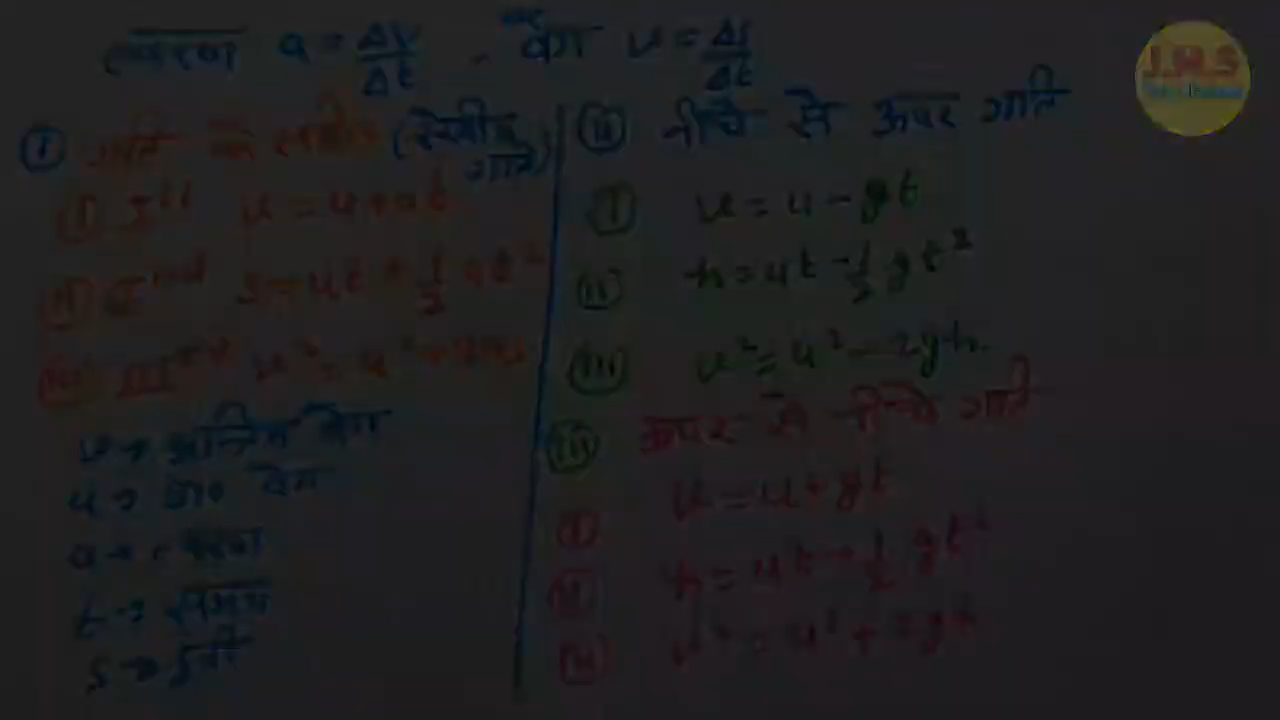 त्वरण a = Δv/Δt , वेग v = Δs/Δt
J.M.S
① गति के समी० (रेखीय गति)
Ⓘ Iˢᵗ v = u + at
Ⓘⓘ IIⁿᵈ s = ut + 1/2 at²
ⒾⒾⒾ IIIʳᵈ v² = u² + 2as
v → अन्तिम वेग
u → प्रा० वेग
a → त्वरण
t → समय
s → दूरी
ⓘⓘ नीचे से ऊपर गति
ⓘ v = u - gt
ⓘⓘ h = ut - 1/2 gt²
ⓘⓘⓘ v² = u² - 2gh.
ⓘⓘⓘ ऊपर से नीचे गति
ⓘ v = u + gt
ⓘⓘ h = ut + 1/2 gt²
v² = u² + 2gh